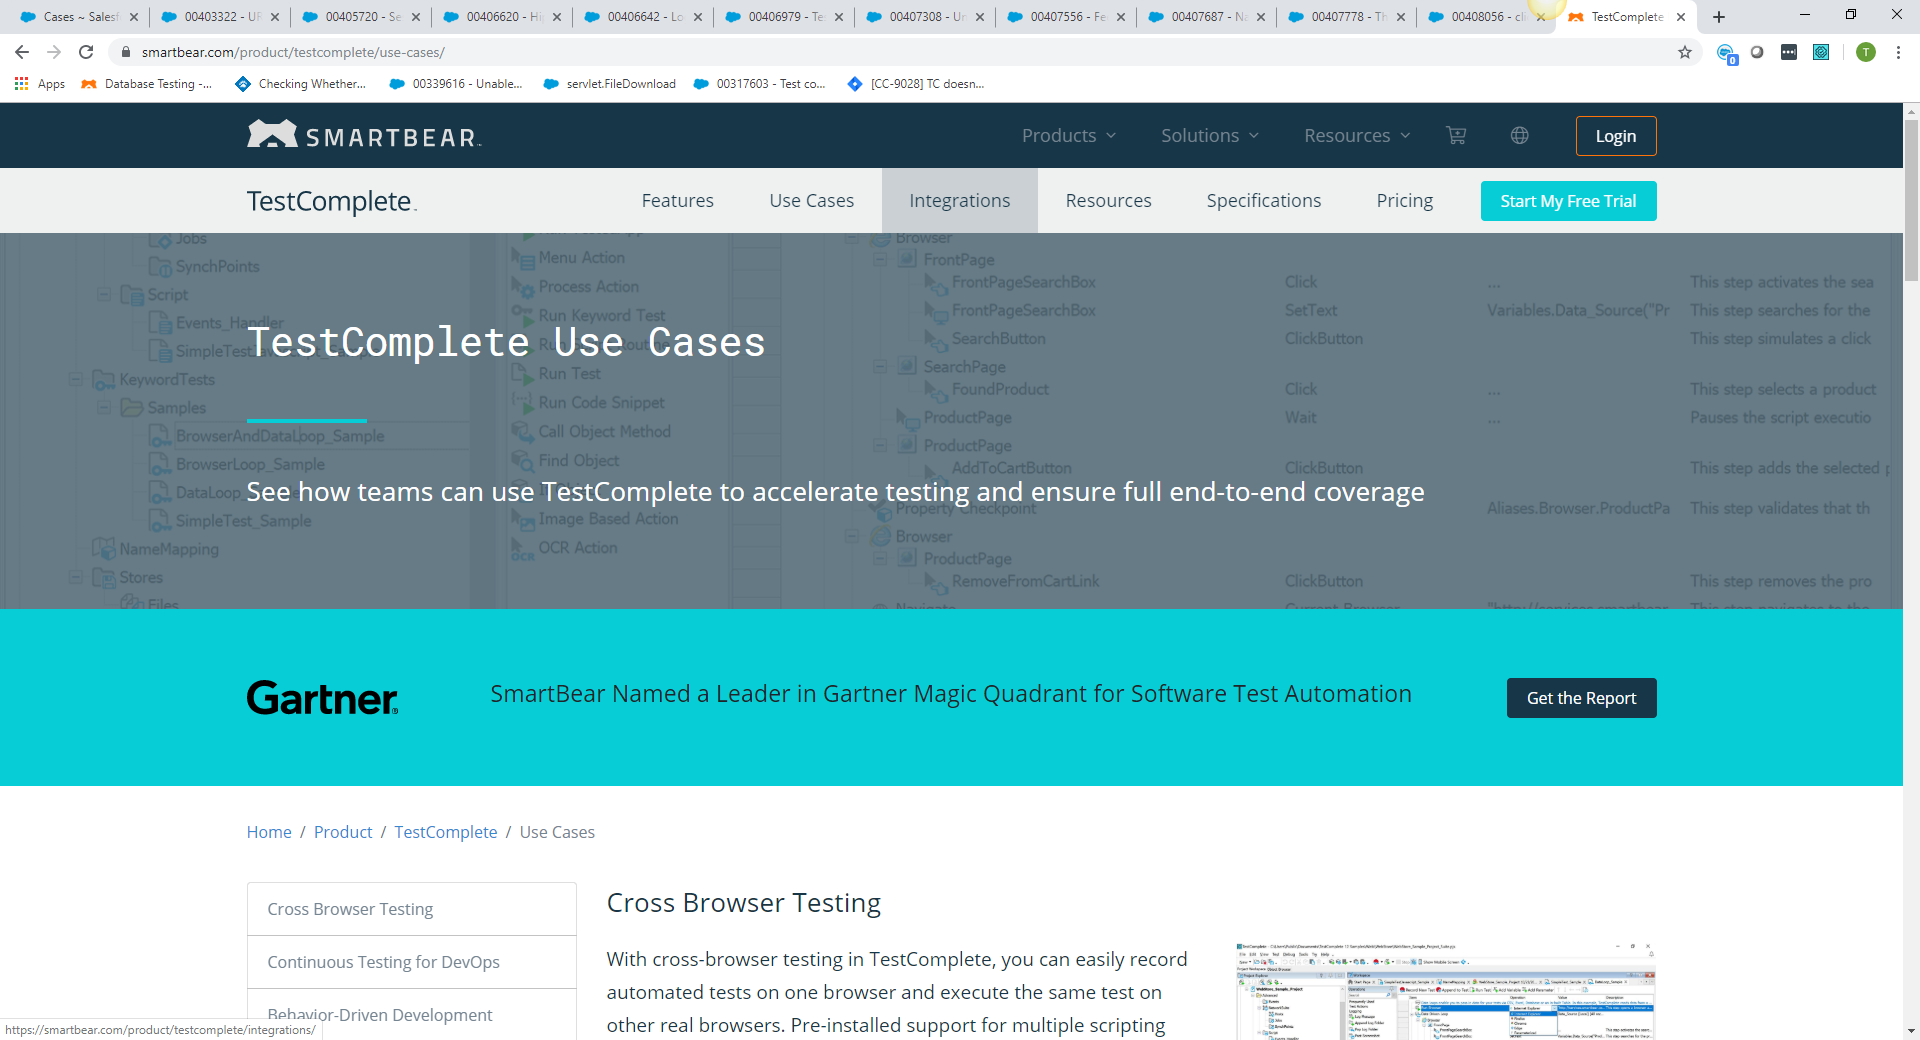 Cases ~ Salesf
00403322 - UF
00405720 - Se
00406620 - Hi
00406642 - Lo
00406979 - Te
00407308 - Un
00407556 - Fe
00407687 - Na
00407778 - Th
00408056 - cl
TestComplete
smartbear.com/product/testcomplete/use-cases/
0
T
Apps
Database Testing -...
Checking Whether...
00339616 - Unable...
servlet.FileDownload
00317603 - Test co...
[CC-9028] TC doesn...
SMARTBEAR
Products
Solutions
Resources
Login
TestComplete
Features
Use Cases
Integrations
Resources
Specifications
Pricing
Start My Free Trial
Jobs
SynchPoints
Script
Events_Handler
KeywordTests
Samples
BrowserAndDataLoop_Sample
BrowserLoop_Sample
SimpleTest_Sample
NameMapping
Stores
Files
Menu Action
Process Action
Run Keyword Test
Run Test
Run Code Snippet
Call Object Method
Find Object
Image Based Action
OCR Action
Browser
FrontPage
FrontPageSearchBox Click ... This step activates the sea
FrontPageSearchBox SetText Variables.Data_Source("Pr This step searches for the
SearchButton ClickButton This step simulates a click
SearchPage
FoundProduct Click ... This step selects a product
ProductPage Wait ... Pauses the script executio
ProductPage
AddToCartButton ClickButton This step adds the selected p
Property Checkpoint Aliases.Browser.ProductPa This step validates that th
Browser
ProductPage
RemoveFromCartLink ClickButton This step removes the pro
TestComplete Use Cases
See how teams can use TestComplete to accelerate testing and ensure full end-to-end coverage
Gartner
SmartBear Named a Leader in Gartner Magic Quadrant for Software Test Automation
Get the Report
Home / Product / TestComplete / Use Cases
Cross Browser Testing
Continuous Testing for DevOps
Behavior-Driven Development
Cross Browser Testing
With cross-browser testing in TestComplete, you can easily record
automated tests on one browser and execute the same test on
other real browsers. Pre-installed support for multiple scripting
https://smartbear.com/product/testcomplete/integrations/